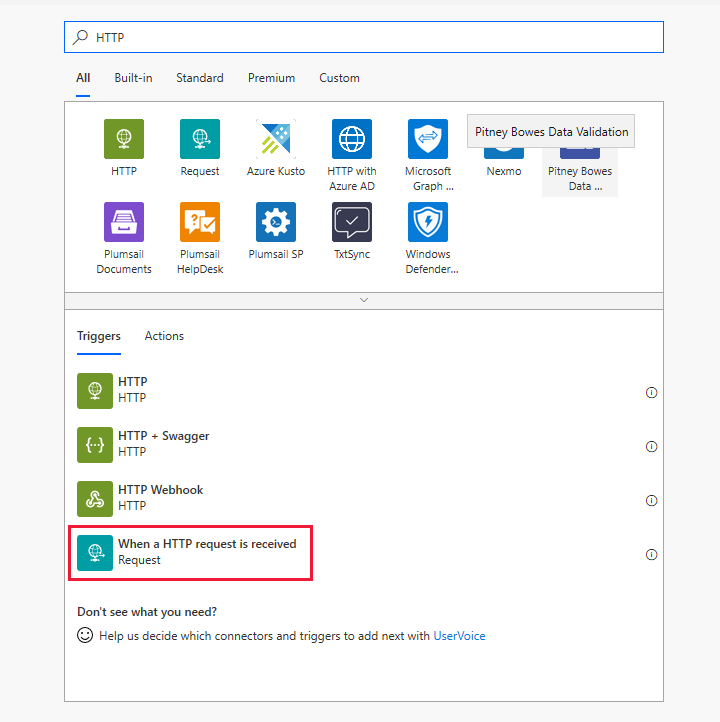 HTTP
All Built-in Standard Premium Custom
Pitney Bowes Data Validation
HTTP Request Azure Kusto HTTP with Azure AD Microsoft Graph ... Nexmo Pitney Bowes Data ...
Plumsail Documents Plumsail HelpDesk Plumsail SP TxtSync Windows Defender...
Triggers Actions
HTTP
HTTP
HTTP + Swagger
HTTP
HTTP Webhook
HTTP
When a HTTP request is received
Request
Don't see what you need?
Help us decide which connectors and triggers to add next with UserVoice